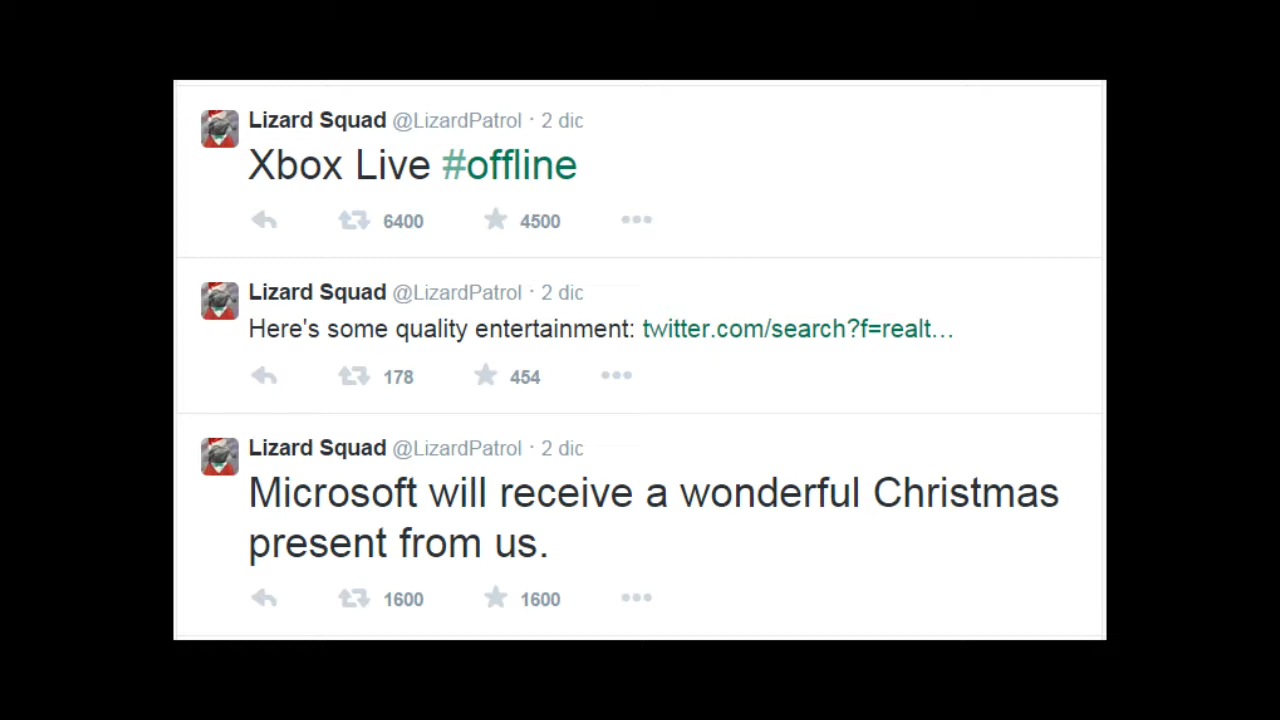 Lizard Squad @LizardPatrol · 2 dic
Xbox Live #offline
6400 4500
Lizard Squad @LizardPatrol · 2 dic
Here's some quality entertainment: twitter.com/search?f=realt...
178 454
Lizard Squad @LizardPatrol · 2 dic
Microsoft will receive a wonderful Christmas
present from us.
1600 1600